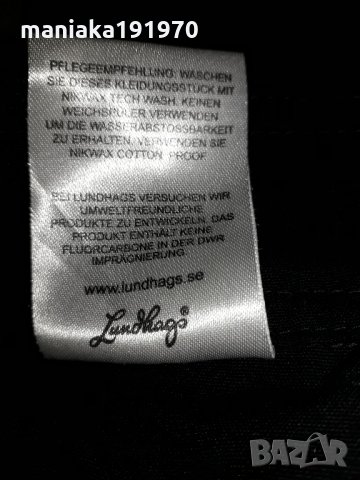 maniaka191970
PFLEGEEMPFEHLUNG: WASCHEN
SIE DIESES KLEIDUNGSSTÜCK MIT
NIKWAX TECH WASH. KEINEN
WEICHSPÜLER VERWENDEN
UM DIE WASSERABSTOSSBARKEIT
ZU ERHALTEN, VERWENDEN SIE
NIKWAX COTTON PROOF
BEI LUNDHAGS VERSUCHEN WIR
UMWELTFREUNDLICHE
PRODUKTE ZU ENTWICKELN. DAS
PRODUKT ENTHÄLT KEINE
FLUORCARBONE IN DER DWR
IMPRÄGNIERUNG
www.lundhags.se
Lundhags®
BAZAR